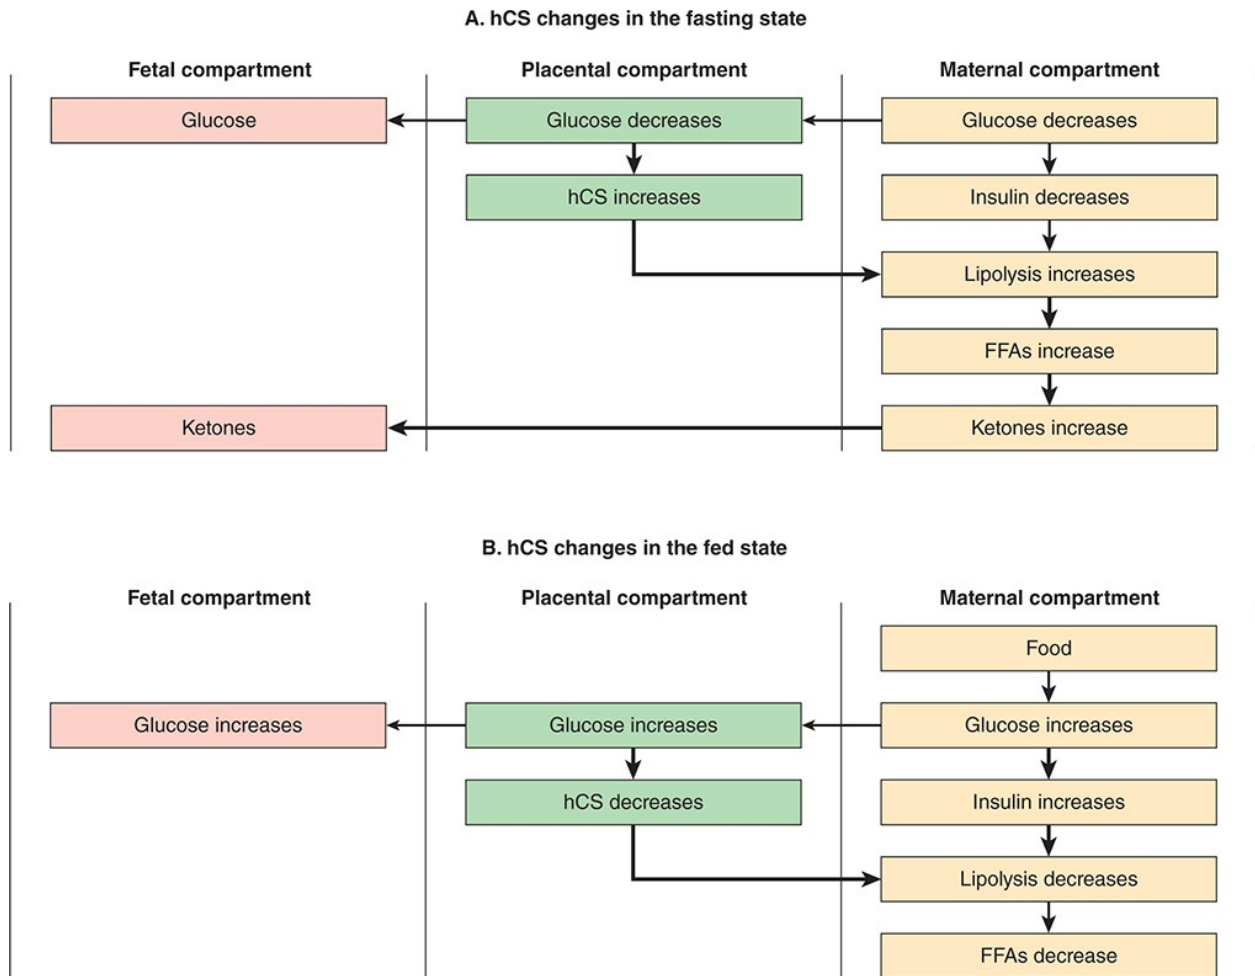 A. hCS changes in the fasting state
Fetal compartment
Placental compartment
Maternal compartment
Glucose
Glucose decreases
Glucose decreases
hCS increases
Insulin decreases
Lipolysis increases
FFAs increase
Ketones
Ketones increase
B. hCS changes in the fed state
Fetal compartment
Placental compartment
Maternal compartment
Food
Glucose increases
Glucose increases
Glucose increases
hCS decreases
Insulin increases
Lipolysis decreases
FFAs decrease